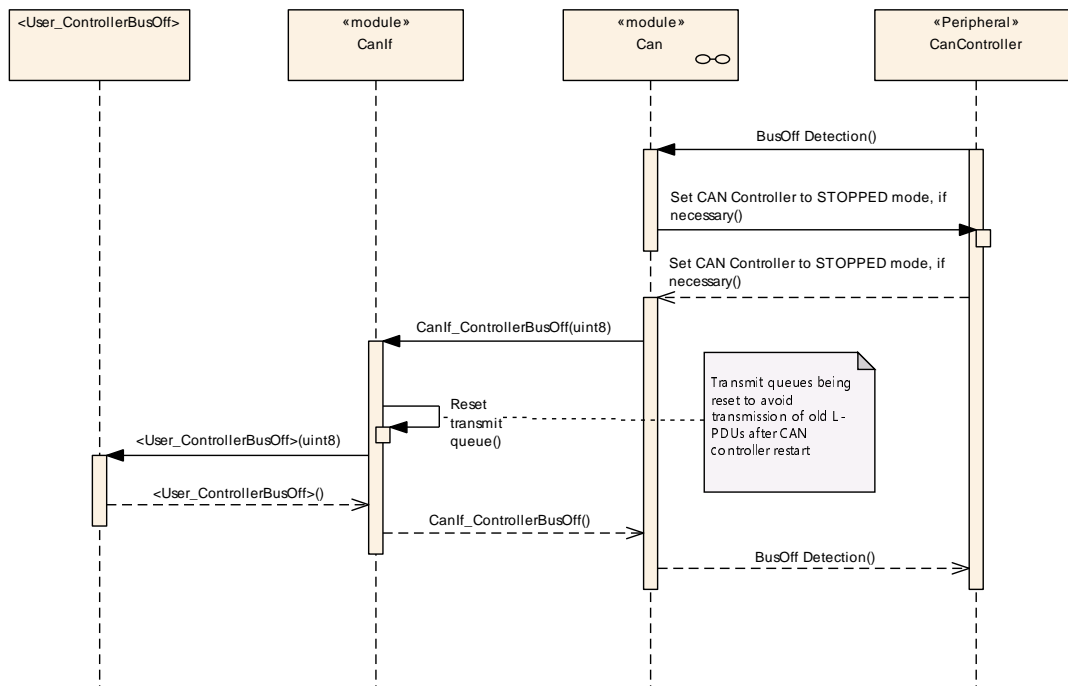 <User_ControllerBusOff>
«module»
CanIf
«module»
Can
«Peripheral»
CanController
BusOff Detection()
Set CAN Controller to STOPPED mode, if
necessary()
Set CAN Controller to STOPPED mode, if
necessary()
CanIf_ControllerBusOff(uint8)
Reset
transmit
queue()
Transmit queues being
reset to avoid
transmission of old L-
PDUs after CAN
controller restart
<User_ControllerBusOff>(uint8)
<User_ControllerBusOff>()
CanIf_ControllerBusOff()
BusOff Detection()